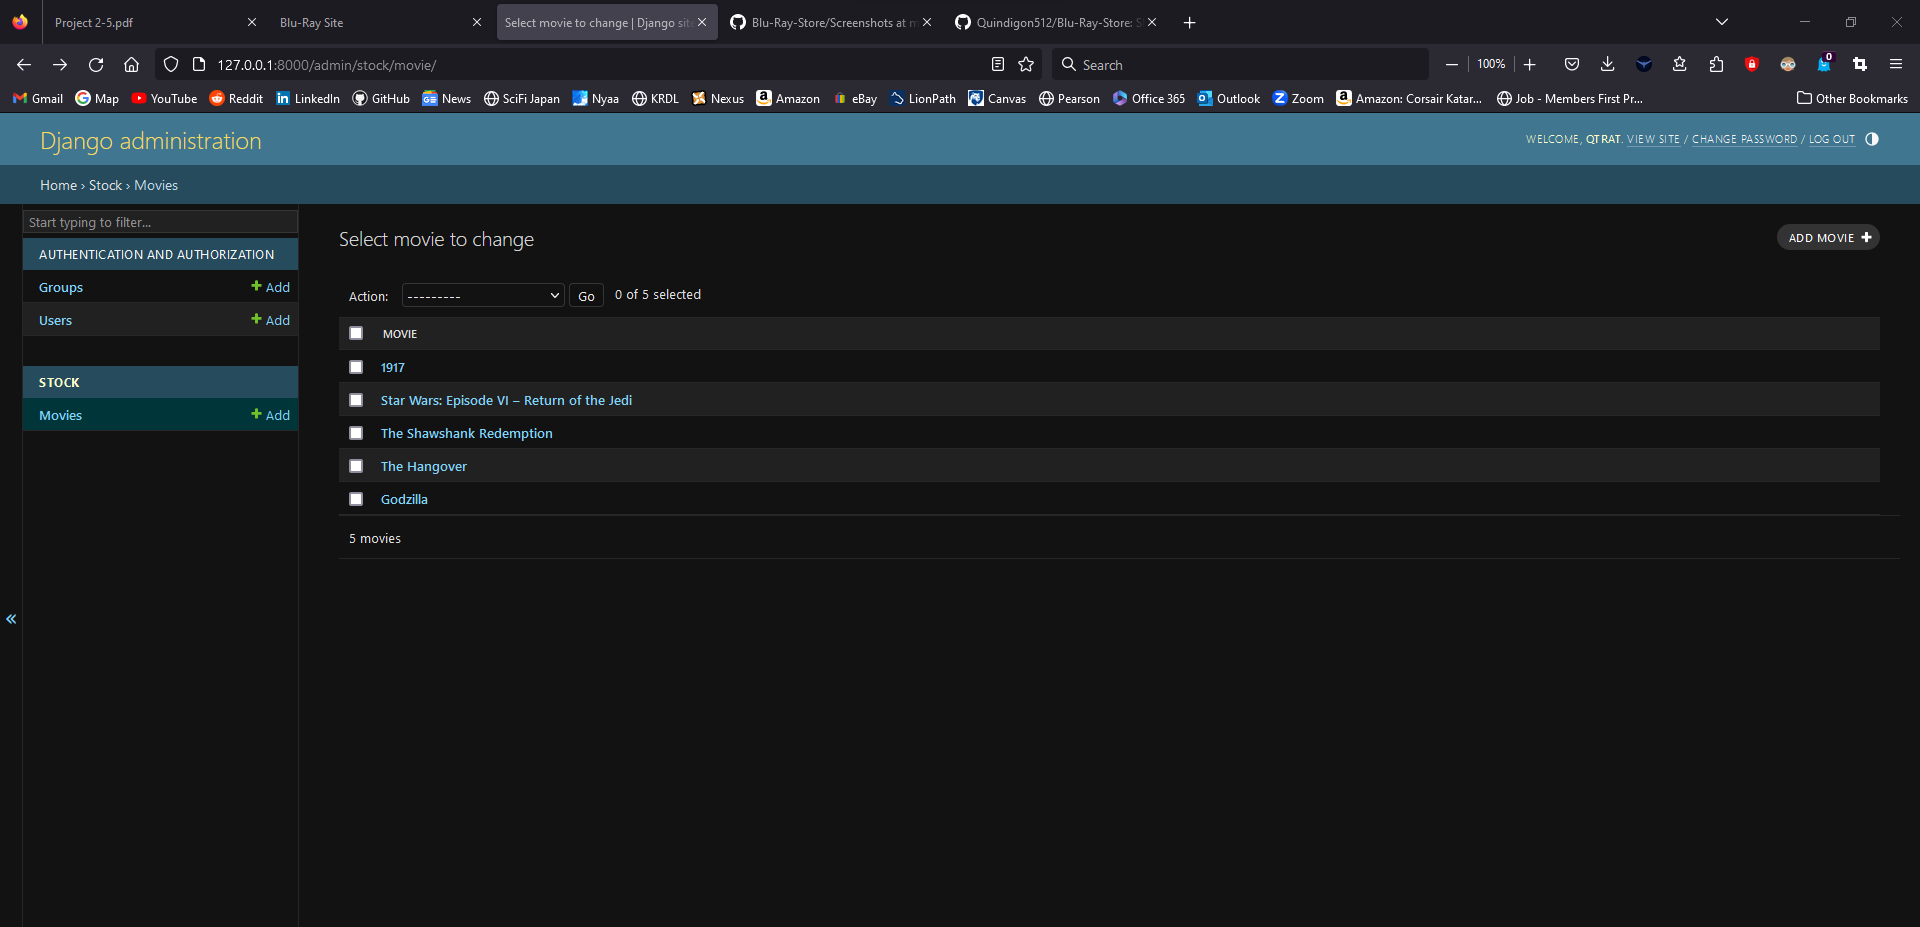 Project 2-5.pdf
Blu-Ray Site
Select movie to change | Django site
Blu-Ray-Store/Screenshots at m
Quindigon512/Blu-Ray-Store: S
127.0.0.1:8000/admin/stock/movie/
Search
100%
0
Gmail Map YouTube Reddit LinkedIn GitHub News SciFi Japan Nyaa KRDL Nexus Amazon eBay LionPath Canvas Pearson Office 365 Outlook Zoom Amazon: Corsair Katar... Job - Members First Pr... Other Bookmarks
Django administration
WELCOME, QTRAT. VIEW SITE / CHANGE PASSWORD / LOG OUT
Home › Stock › Movies
Start typing to filter...
AUTHENTICATION AND AUTHORIZATION
Groups + Add
Users + Add
STOCK
Movies + Add
«
Select movie to change
ADD MOVIE +
Action: --------- Go 0 of 5 selected
MOVIE
1917
Star Wars: Episode VI – Return of the Jedi
The Shawshank Redemption
The Hangover
Godzilla
5 movies